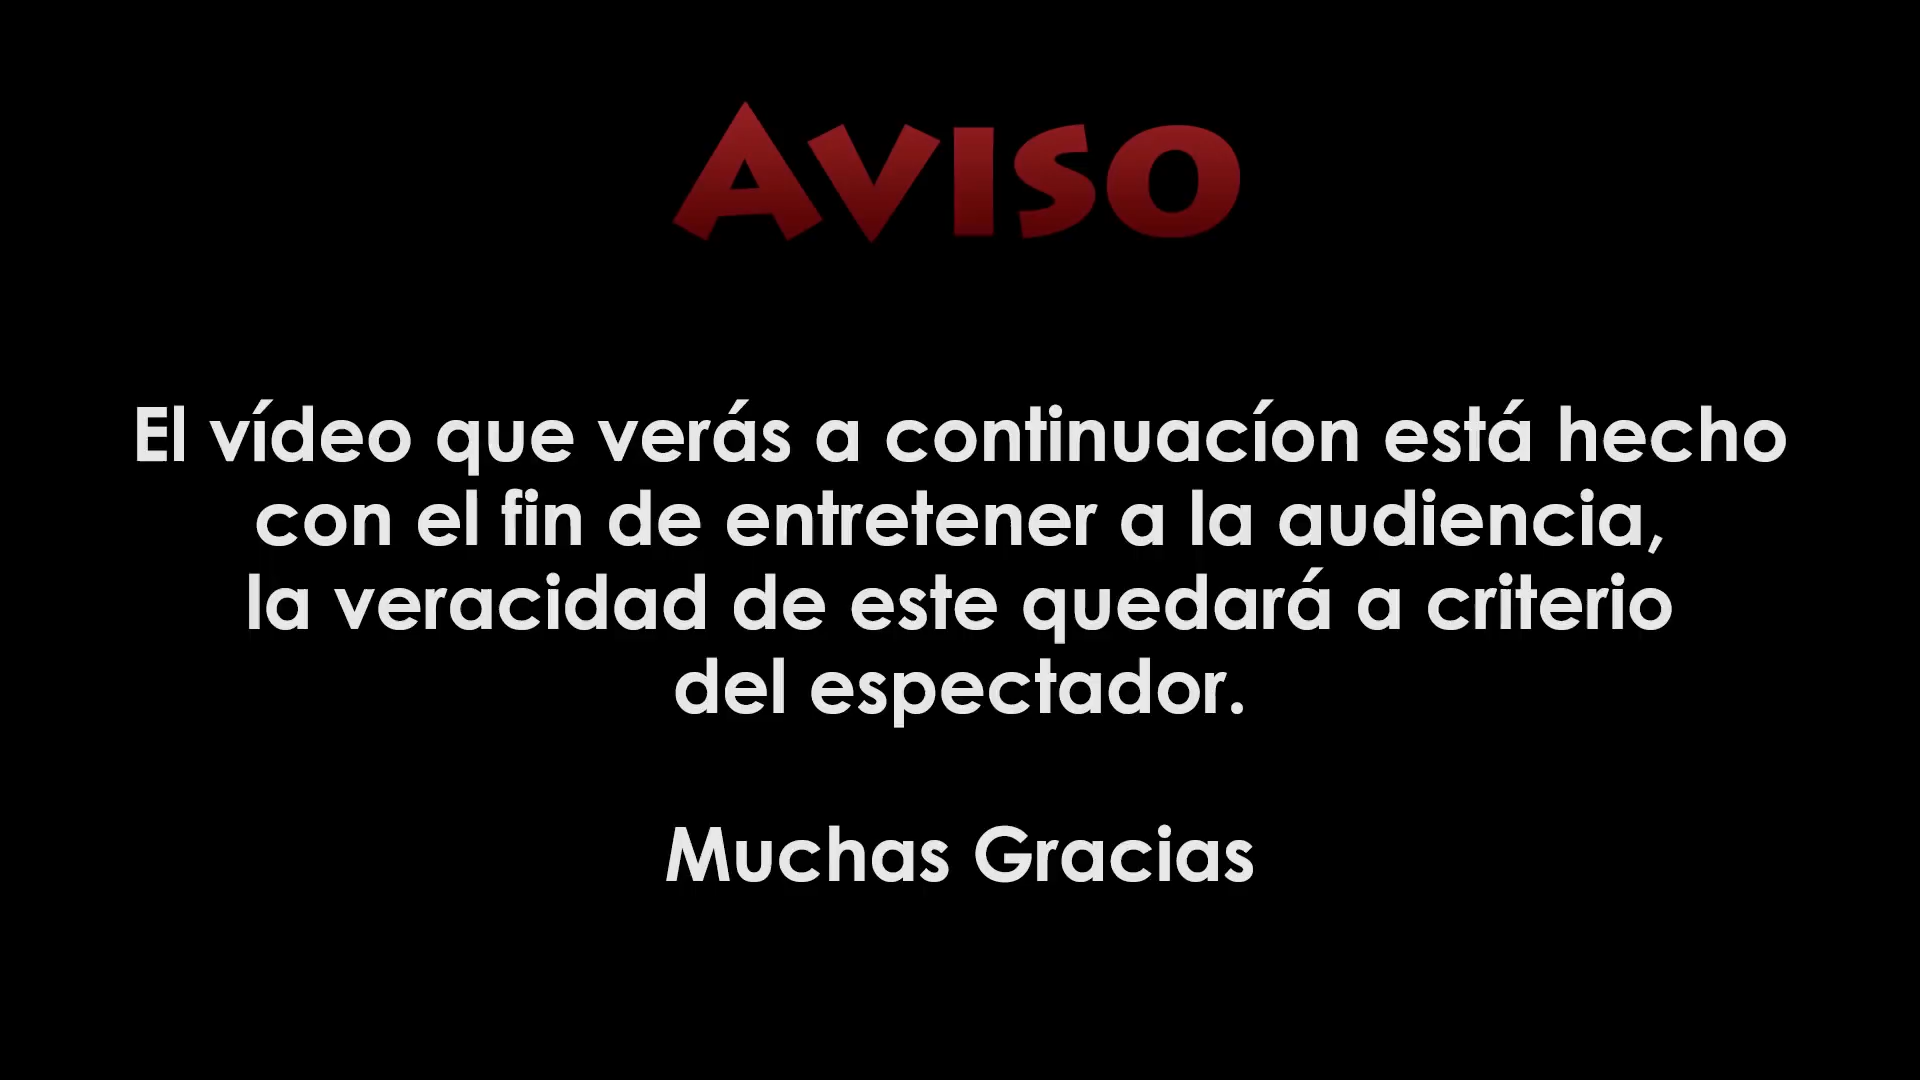 AVISO
El vídeo que verás a continuacíon está hecho
con el fin de entretener a la audiencia,
la veracidad de este quedará a criterio
del espectador.
Muchas Gracias